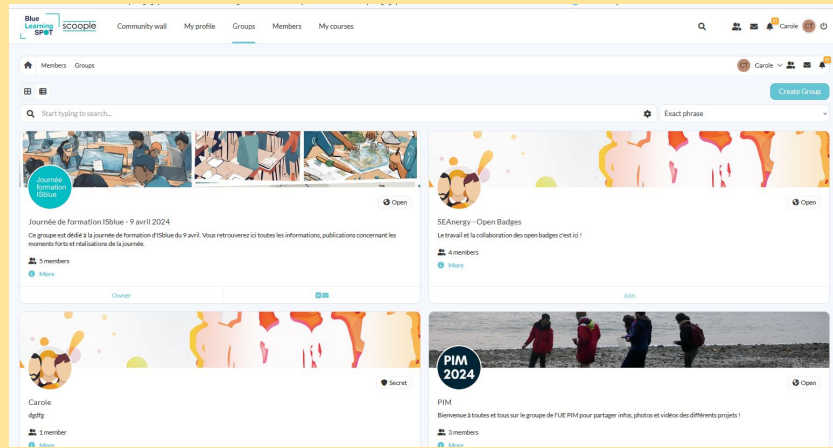 Blue
Learning
SPOT
scoople
Community wall
My profile
Groups
Members
My courses
Carole
CT
Members
Groups
CT
Carole
Create Group
Start typing to search...
Exact phrase
Journée
formation
ISblue
Open
Journée de formation ISblue - 9 avril 2024
Ce groupe est dédié à la journée de formation d'ISblue du 9 avril. Vous retrouverez ici toutes les informations, publications concernant les
moments forts et réalisations de la journée.
5 members
More
Owner
Open
SEAnergy - Open Badges
Le travail et la collaboration des open badges c'est ici !
4 members
More
Join
Secret
Carole
dgdfg
1 member
More
PIM
2024
Open
PIM
Bienvenue à toutes et tous sur le groupe de l'UE PIM pour partager infos, photos et vidéos des différents projets !
3 members
More